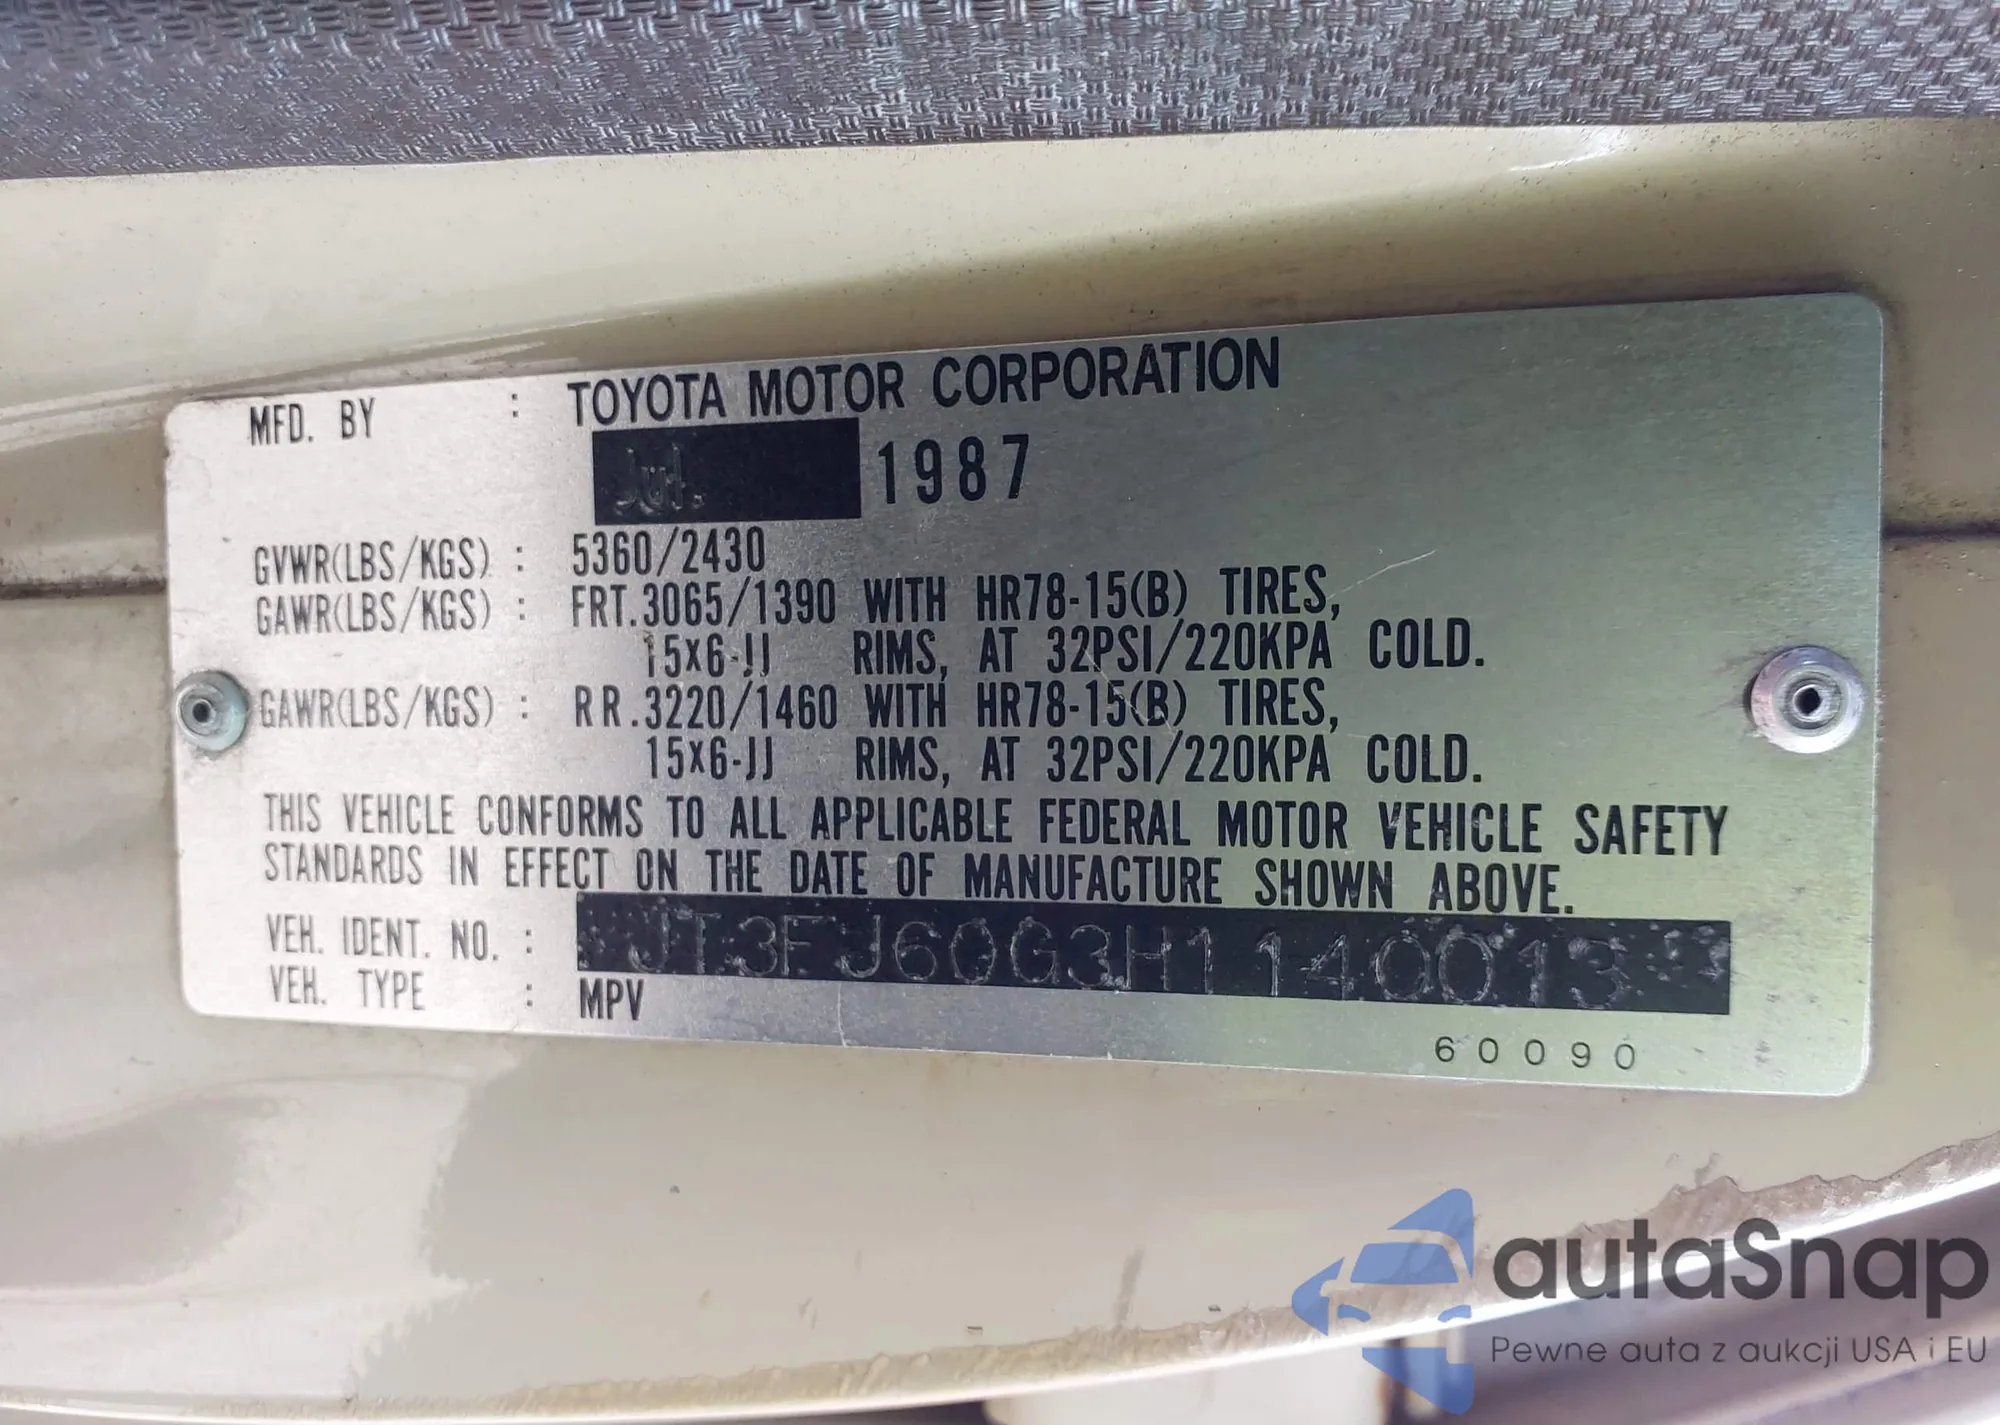 MFD. BY : TOYOTA MOTOR CORPORATION
Jul. 1987
GVWR(LBS/KGS) : 5360/2430
GAWR(LBS/KGS) : FRT.3065/1390 WITH HR78-15(B) TIRES,
15X6-JJ RIMS, AT 32PSI/220KPA COLD.
GAWR(LBS/KGS) : RR.3220/1460 WITH HR78-15(B) TIRES,
15X6-JJ RIMS, AT 32PSI/220KPA COLD.
THIS VEHICLE CONFORMS TO ALL APPLICABLE FEDERAL MOTOR VEHICLE SAFETY
STANDARDS IN EFFECT ON THE DATE OF MANUFACTURE SHOWN ABOVE.
VEH. IDENT. NO. : JT3FJ60G3H1140013
VEH. TYPE : MPV
60090
autaSnap
Pewne auta z aukcji USA i EU